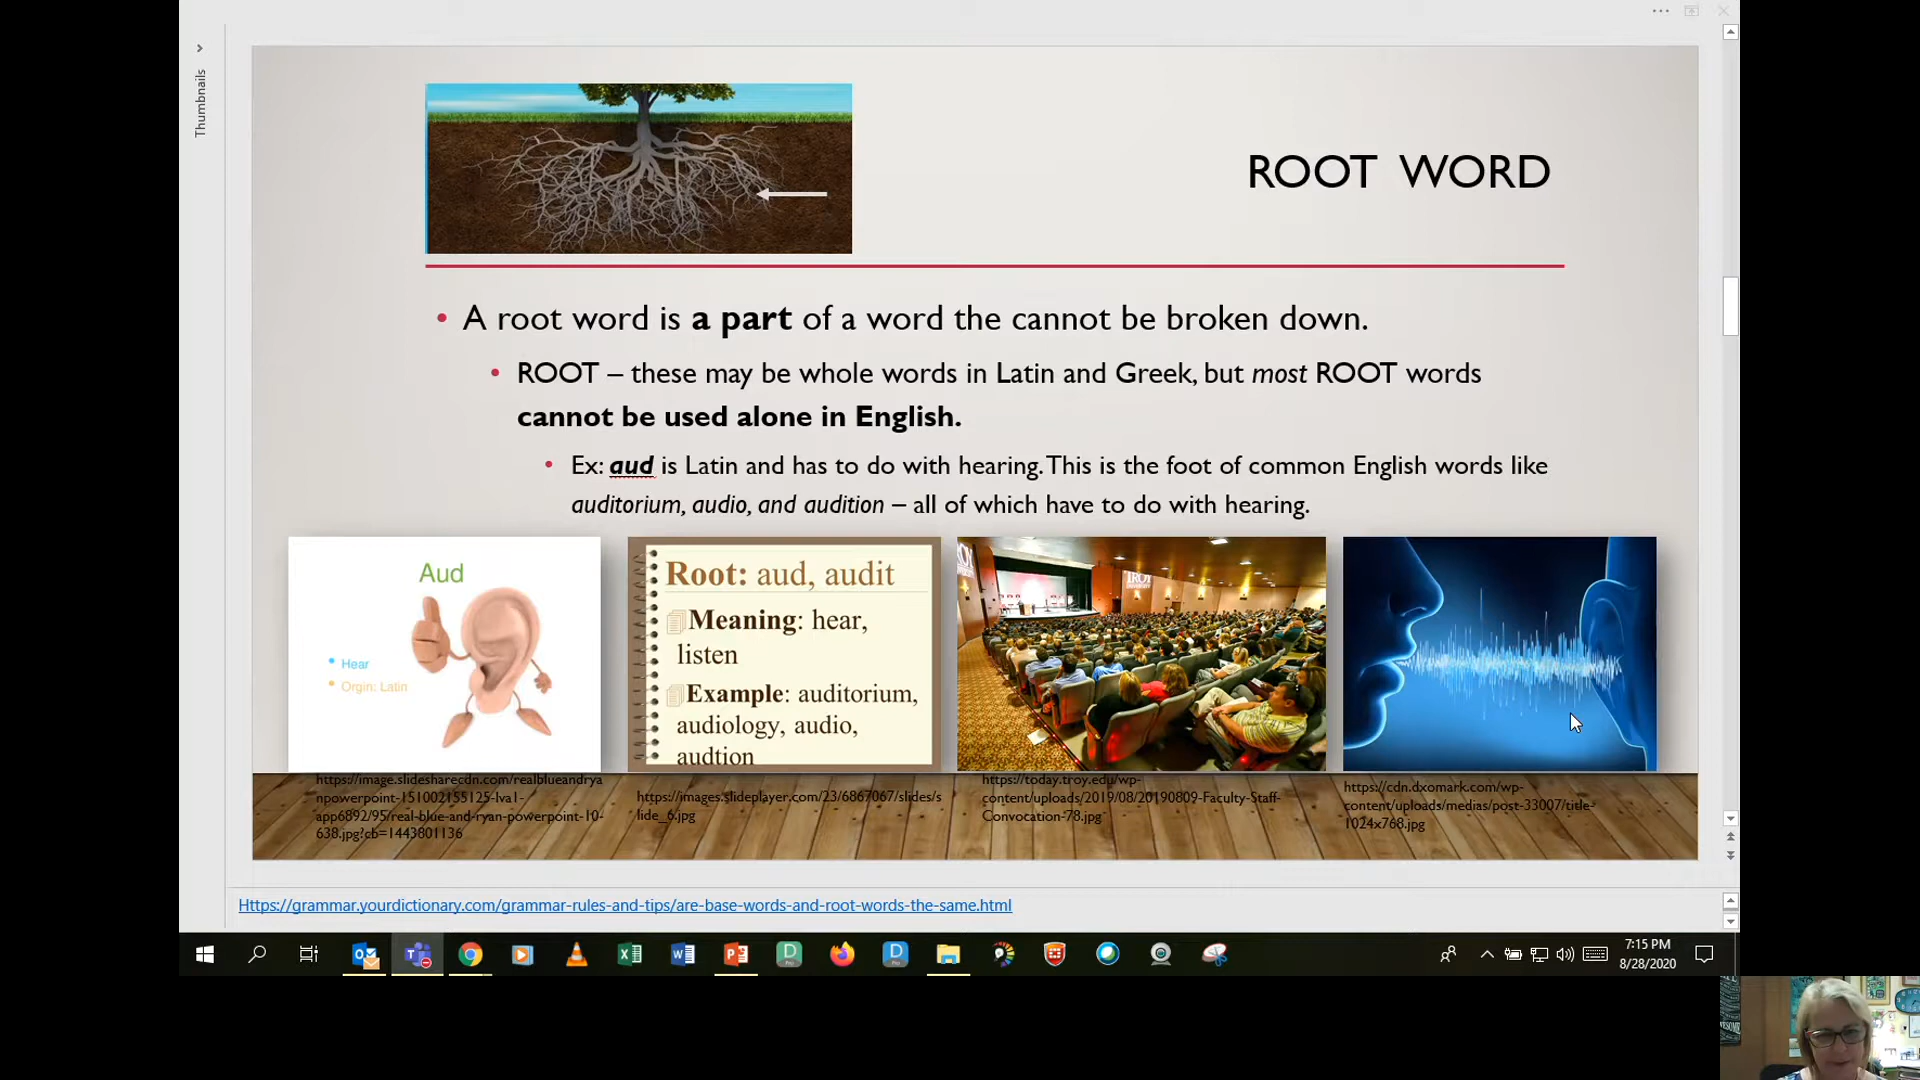 Thumbnails
ROOT WORD
• A root word is a part of a word the cannot be broken down.
• ROOT – these may be whole words in Latin and Greek, but most ROOT words
cannot be used alone in English.
• Ex: aud is Latin and has to do with hearing. This is the foot of common English words like
auditorium, audio, and audition – all of which have to do with hearing.
Aud
• Hear
• Orgin: Latin
Root: aud, audit
Meaning: hear,
listen
Example: auditorium,
audiology, audio,
audtion
TROY
https://image.slidesharecdn.com/realblueandrya
npowerpoint-151002155125-lva1-
app6892/95/real-blue-and-ryan-powerpoint-10-
638.jpg?cb=1443801136
https://images.slideplayer.com/23/6867067/slides/s
lide_6.jpg
https://today.troy.edu/wp-
content/uploads/2019/08/20190809-Faculty-Staff-
Convocation-78.jpg
https://cdn.dxomark.com/wp-
content/uploads/medias/post-33007/title-
1024x768.jpg
Https://grammar.yourdictionary.com/grammar-rules-and-tips/are-base-words-and-root-words-the-same.html
7:15 PM
8/28/2020